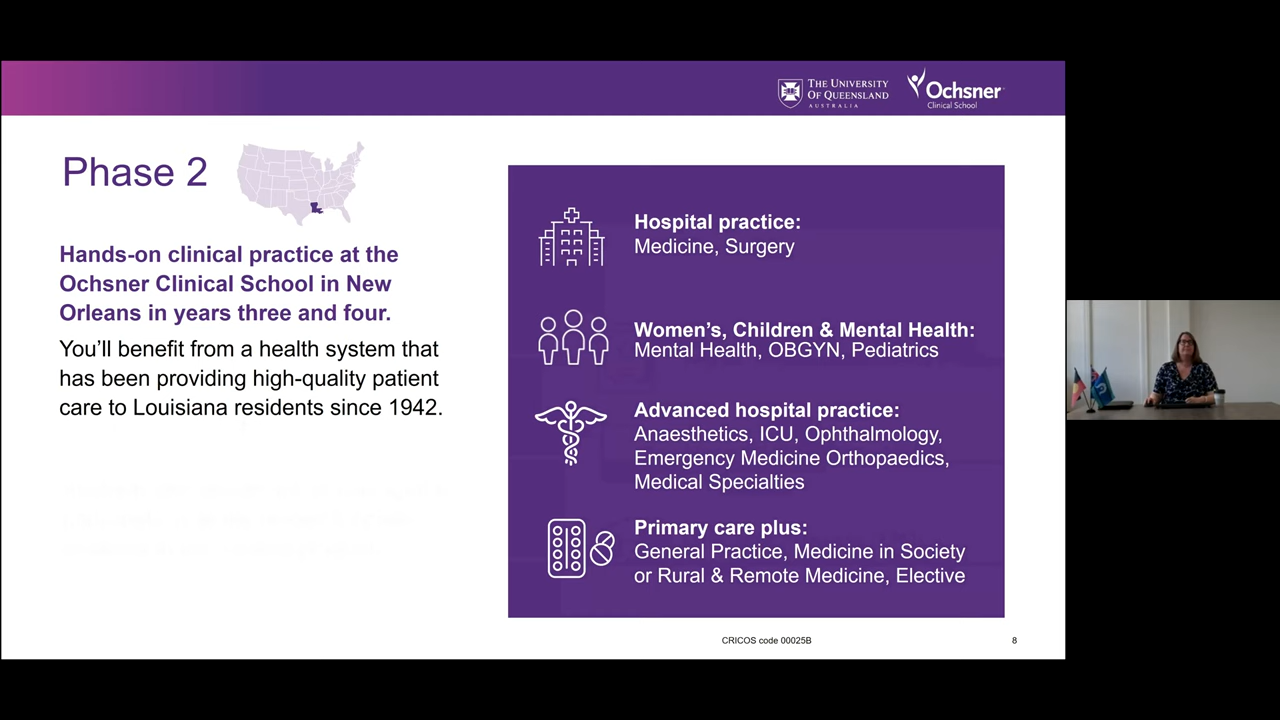 THE UNIVERSITY
OF QUEENSLAND
AUSTRALIA
Ochsner
Clinical School
Phase 2
Hands-on clinical practice at the
Ochsner Clinical School in New
Orleans in years three and four.
You’ll benefit from a health system that
has been providing high-quality patient
care to Louisiana residents since 1942.
Hospital practice:
Medicine, Surgery
Women’s, Children & Mental Health:
Mental Health, OBGYN, Pediatrics
Advanced hospital practice:
Anaesthetics, ICU, Ophthalmology,
Emergency Medicine Orthopaedics,
Medical Specialties
Primary care plus:
General Practice, Medicine in Society
or Rural & Remote Medicine, Elective
CRICOS code 00025B
8